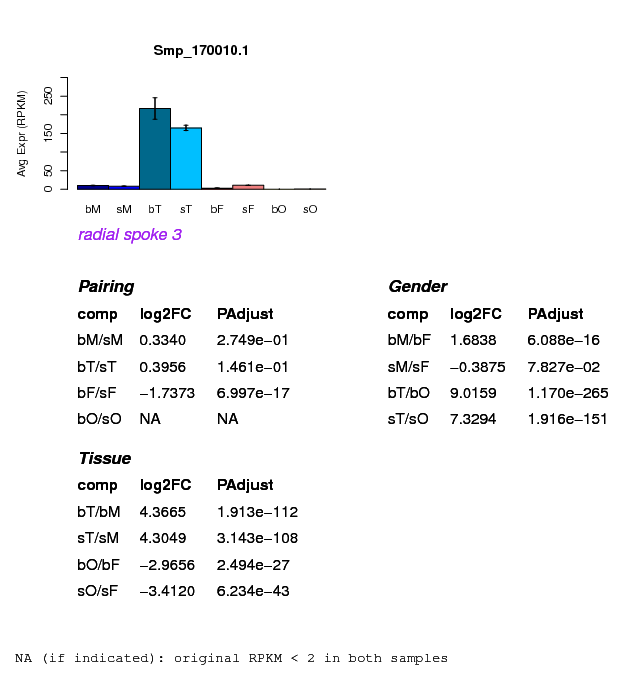 Smp_170010.1
Avg Expr (RPKM)
250
150
50
0
bM sM bT sT bF sF bO sO
radial spoke 3
Pairing
comp log2FC PAdjust
bM/sM 0.3340 2.749e−01
bT/sT 0.3956 1.461e−01
bF/sF −1.7373 6.997e−17
bO/sO NA NA
Gender
comp log2FC PAdjust
bM/bF 1.6838 6.088e−16
sM/sF −0.3875 7.827e−02
bT/bO 9.0159 1.170e−265
sT/sO 7.3294 1.916e−151
Tissue
comp log2FC PAdjust
bT/bM 4.3665 1.913e−112
sT/sM 4.3049 3.143e−108
bO/bF −2.9656 2.494e−27
sO/sF −3.4120 6.234e−43
NA (if indicated): original RPKM < 2 in both samples